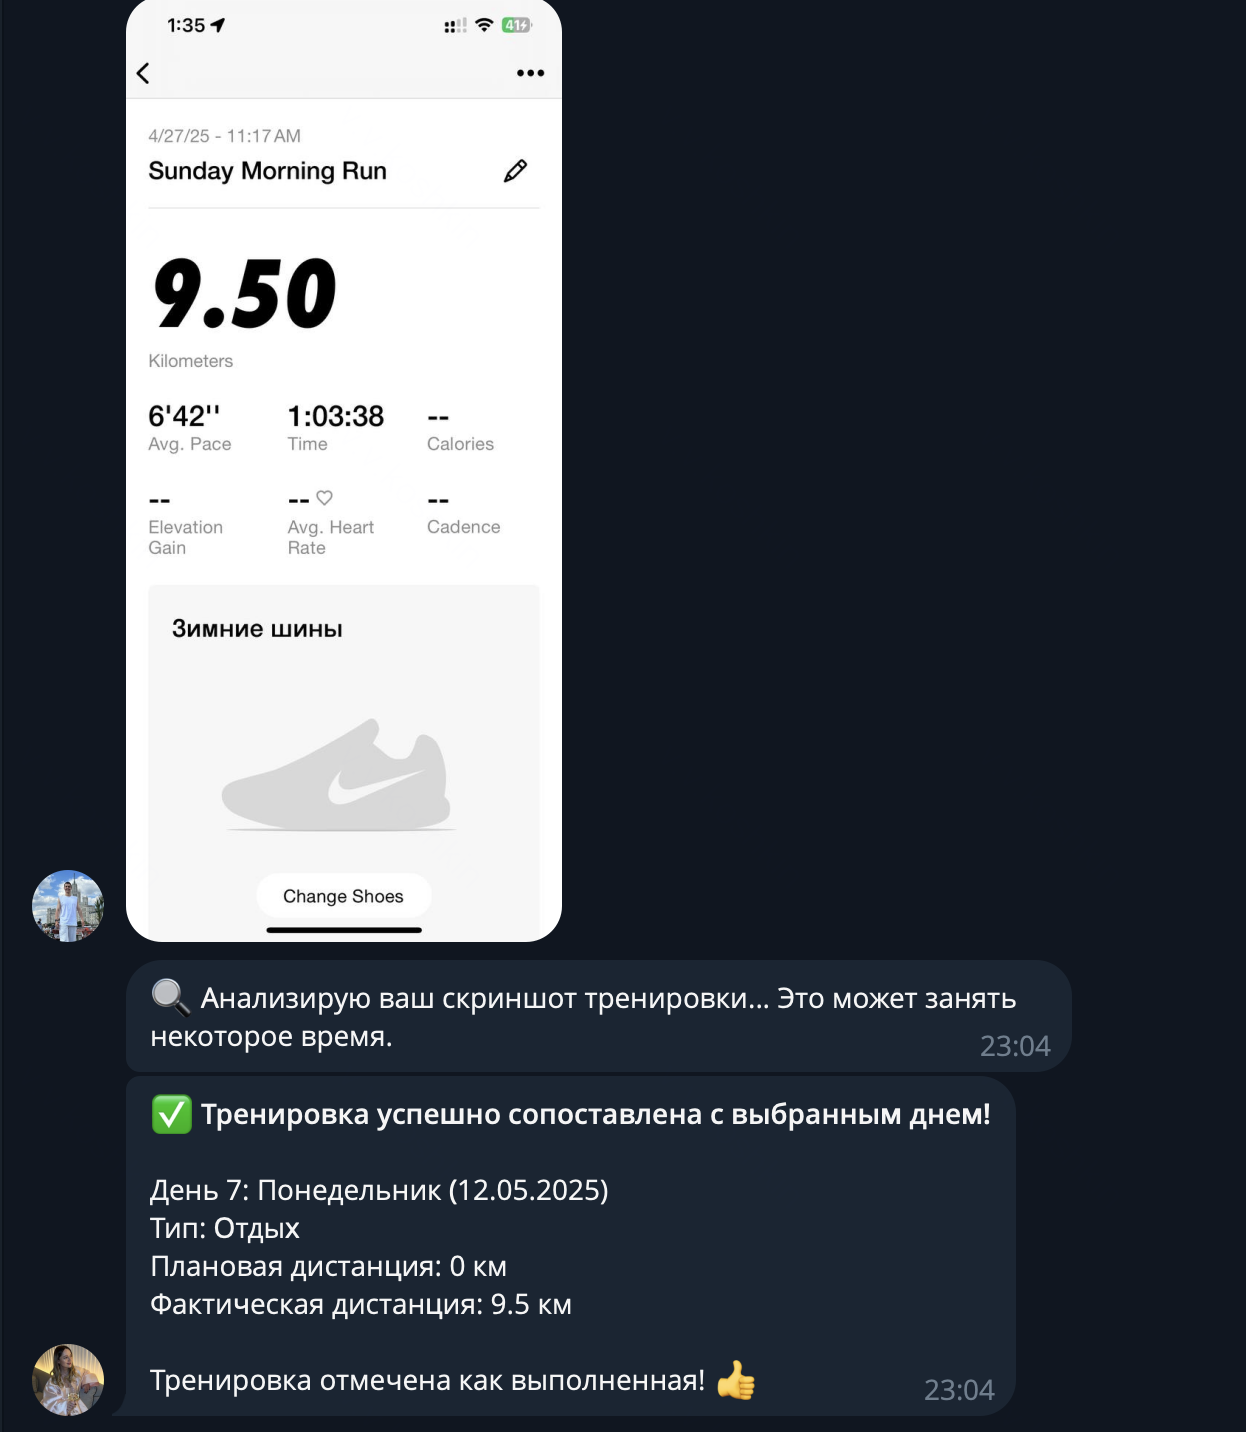 1:35
41
4/27/25 - 11:17 AM
Sunday Morning Run
9.50
Kilometers
6'42'' 1:03:38 --
Avg. Pace Time Calories
-- -- --
Elevation Gain Avg. Heart Rate Cadence
Зимние шины
Change Shoes
🔍 Анализирую ваш скриншот тренировки... Это может занять
некоторое время.
23:04
✅ Тренировка успешно сопоставлена с выбранным днем!
День 7: Понедельник (12.05.2025)
Тип: Отдых
Плановая дистанция: 0 км
Фактическая дистанция: 9.5 км
Тренировка отмечена как выполненная! 👍
23:04